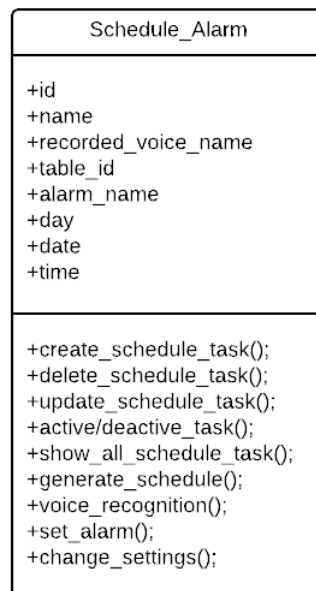 Schedule_Alarm
+id
+name
+recorded_voice_name
+table_id
+alarm_name
+day
+date
+time
+create_schedule_task();
+delete_schedule_task();
+update_schedule_task();
+active/deactive_task();
+show_all_schedule_task();
+generate_schedule();
+voice_recognition();
+set_alarm();
+change_settings();